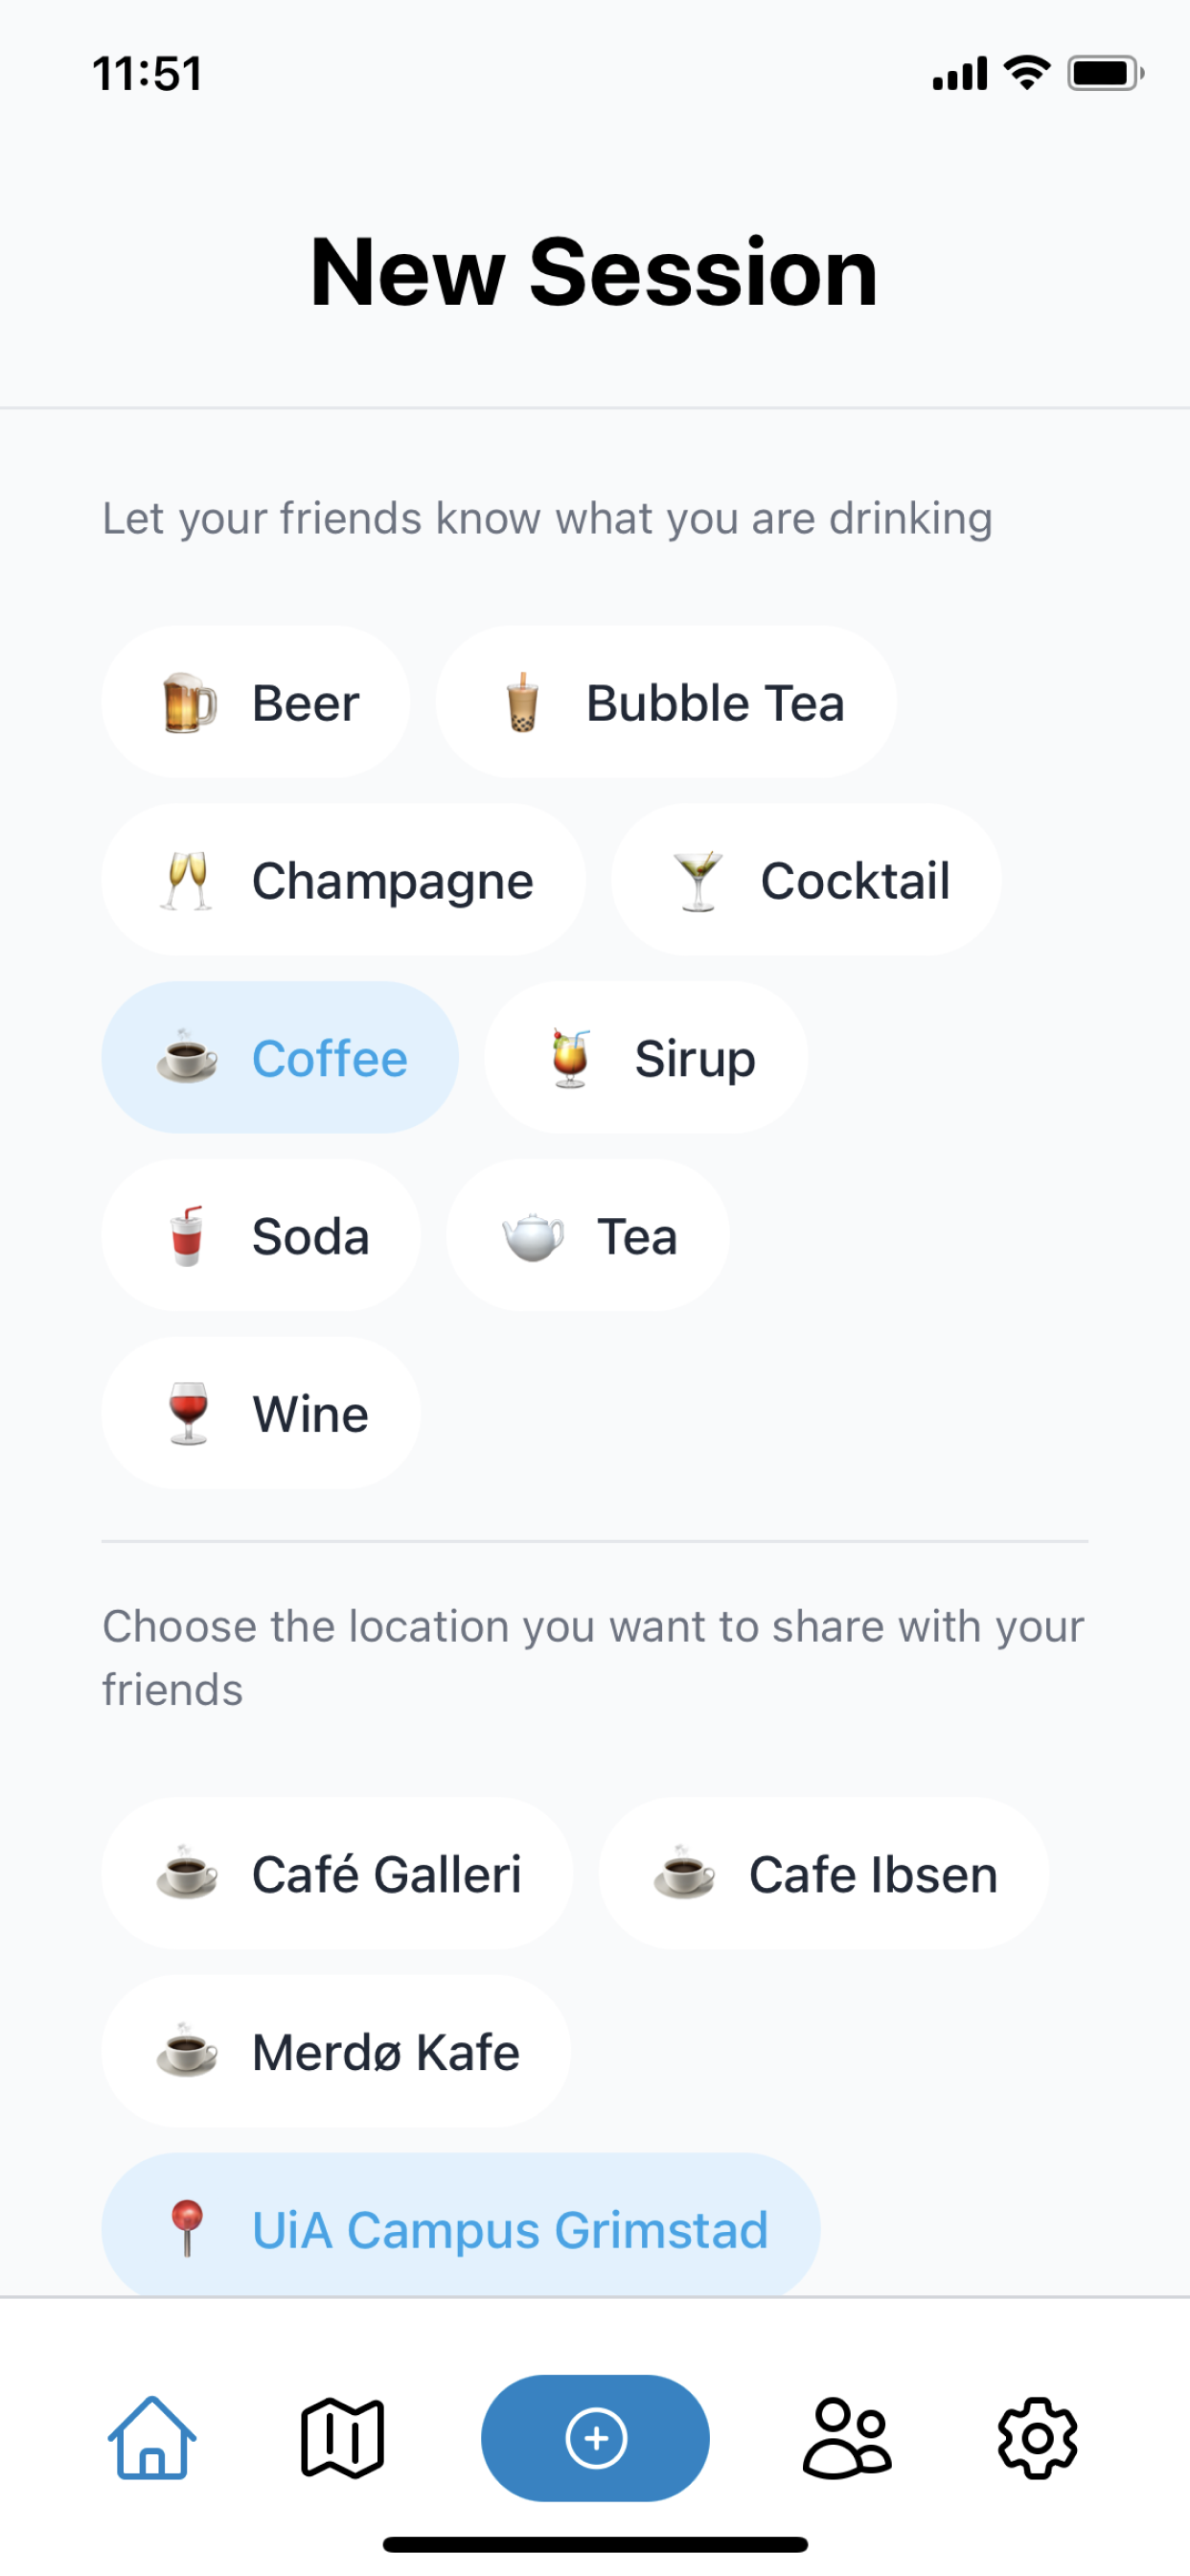 11:51
New Session
Let your friends know what you are drinking
Beer
Bubble Tea
Champagne
Cocktail
Coffee
Sirup
Soda
Tea
Wine
Choose the location you want to share with your
friends
Café Galleri
Cafe Ibsen
Merdø Kafe
UiA Campus Grimstad